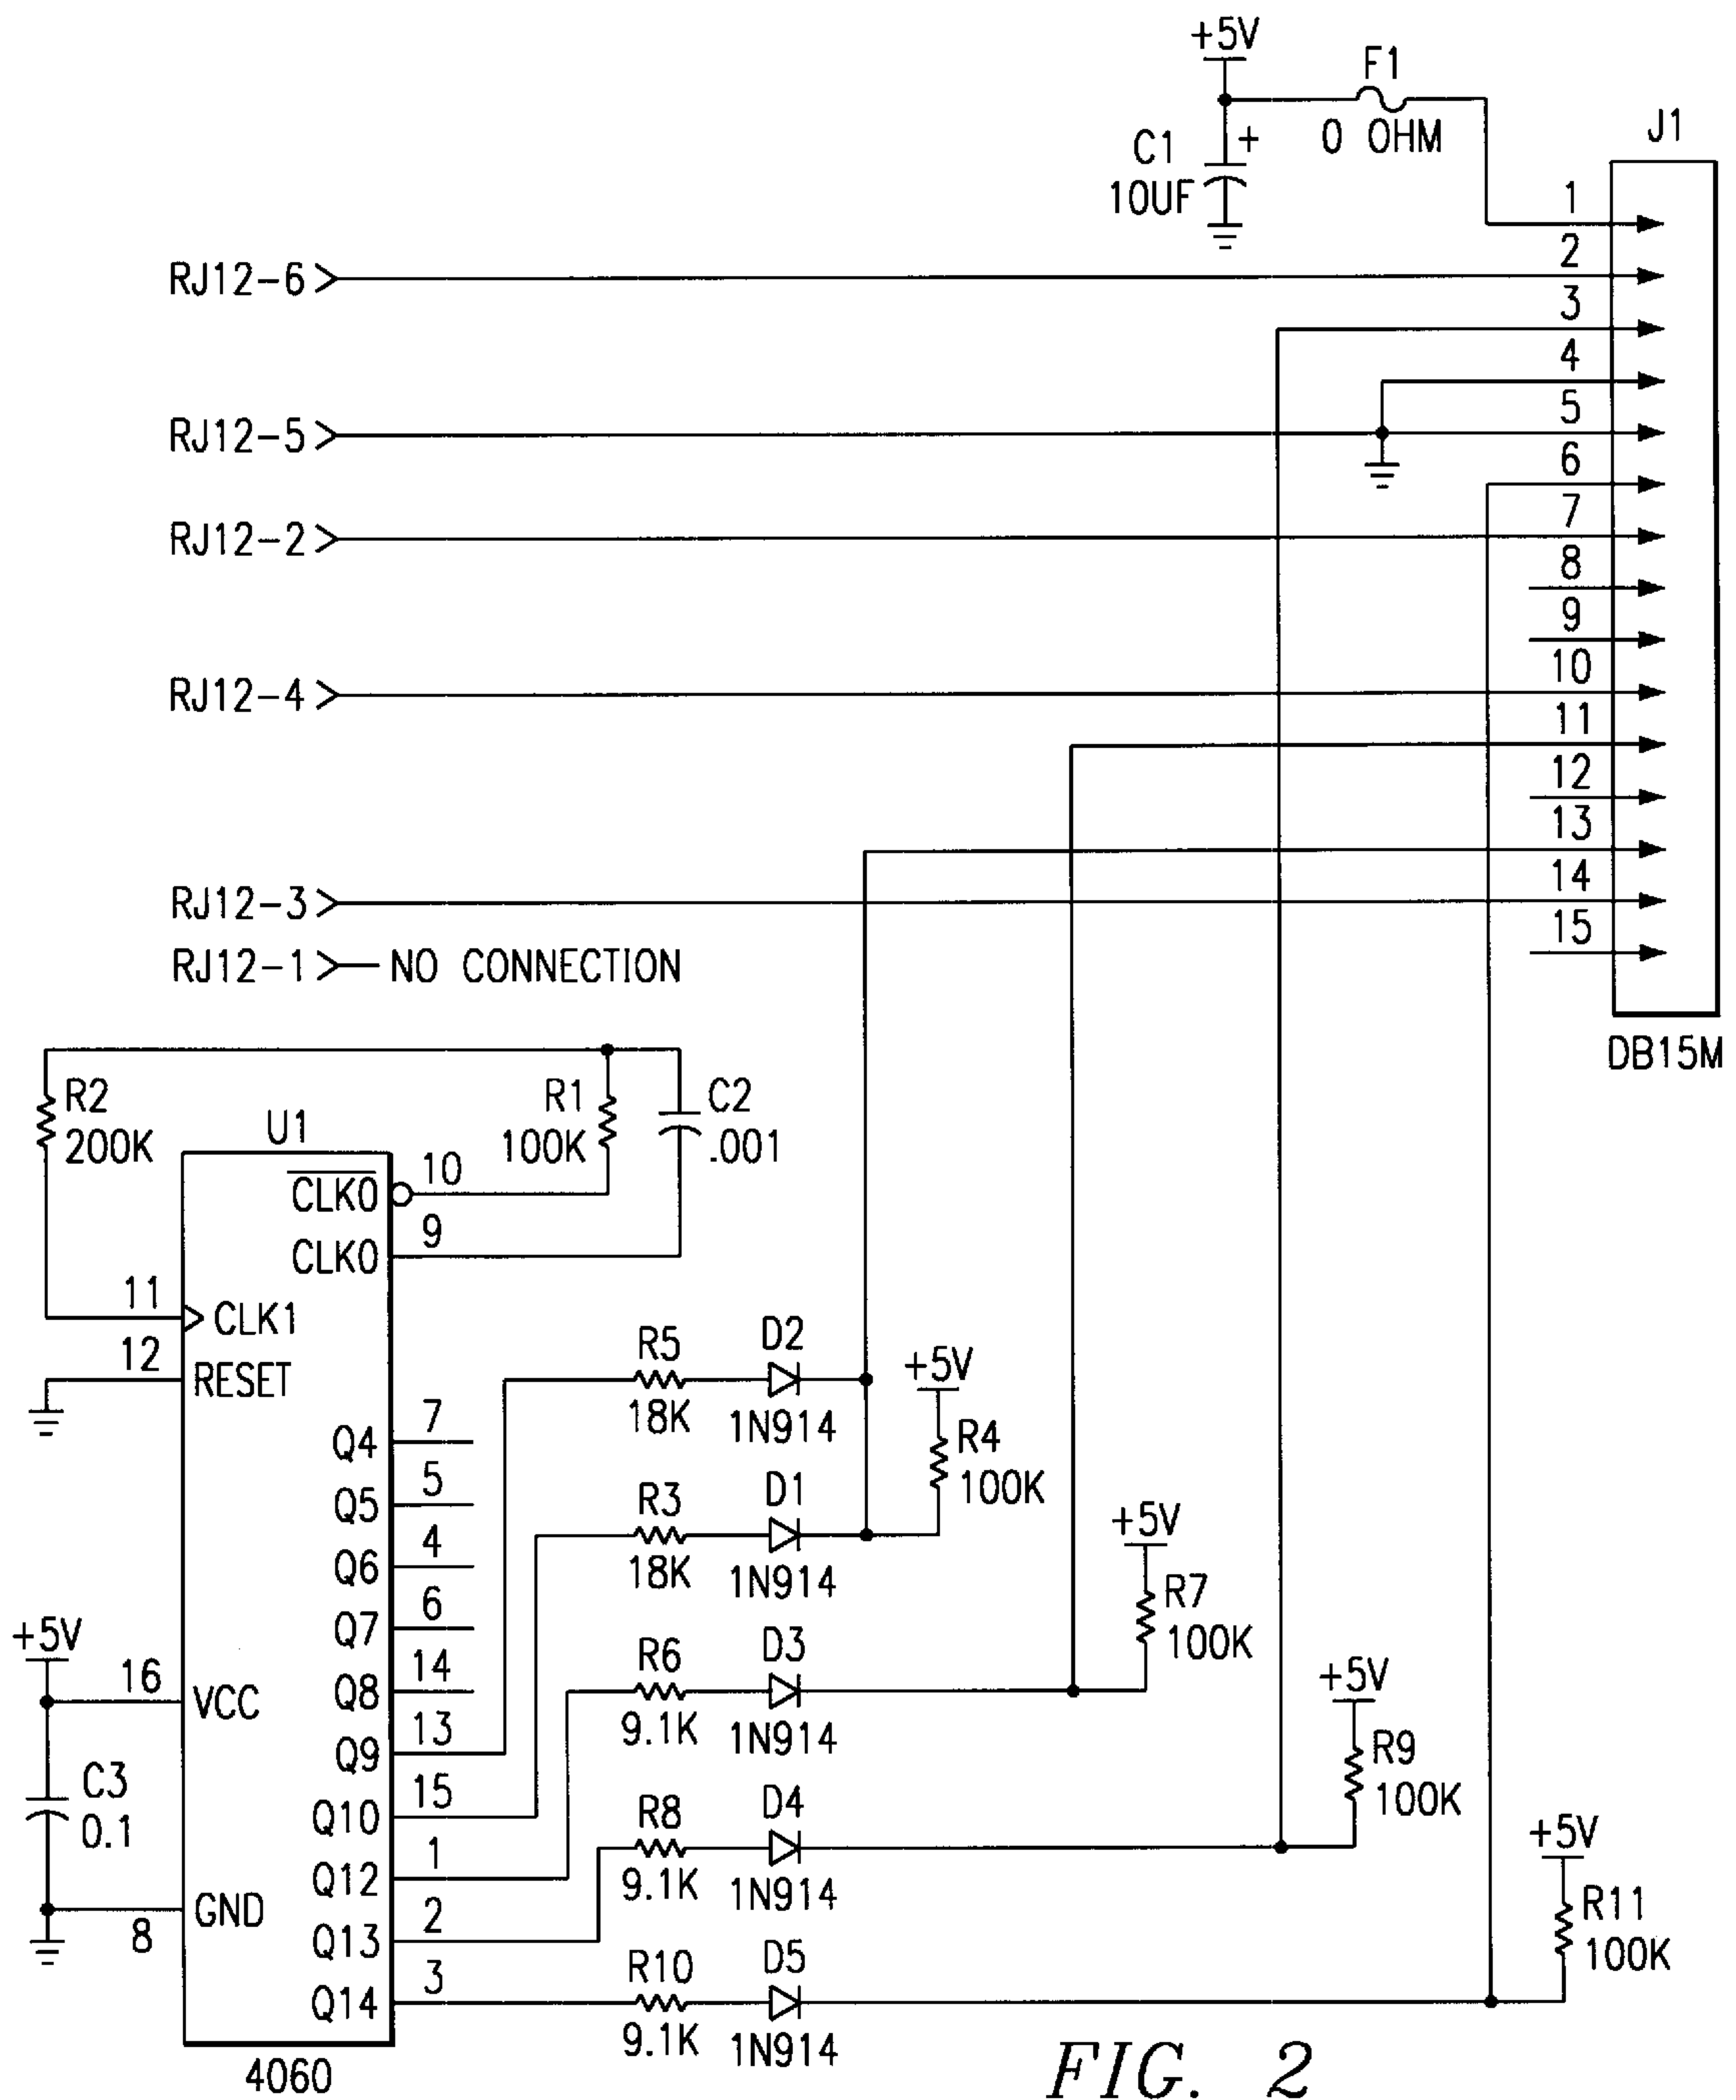 +5V
F1
0 OHM
C1
+
10UF
J1
1
2
RJ12-6
3
4
RJ12-5
5
6
RJ12-2
7
8
9
RJ12-4
10
11
12
13
RJ12-3
14
15
RJ12-1 NO CONNECTION
DB15M
R2
200K
R1
100K
C2
.001
U1
CLK0
10
CLK0
9
11
CLK1
12
RESET
R5
18K
D2
1N914
+5V
R4
100K
Q4
7
Q5
5
R3
18K
D1
1N914
Q6
4
Q7
6
+5V
R7
100K
+5V
16
VCC
Q8
14
R6
9.1K
D3
1N914
Q9
13
+5V
R9
100K
C3
0.1
Q10
15
R8
9.1K
D4
1N914
Q12
1
GND
8
Q13
2
+5V
R11
100K
Q14
3
R10
9.1K
D5
1N914
4060
FIG. 2